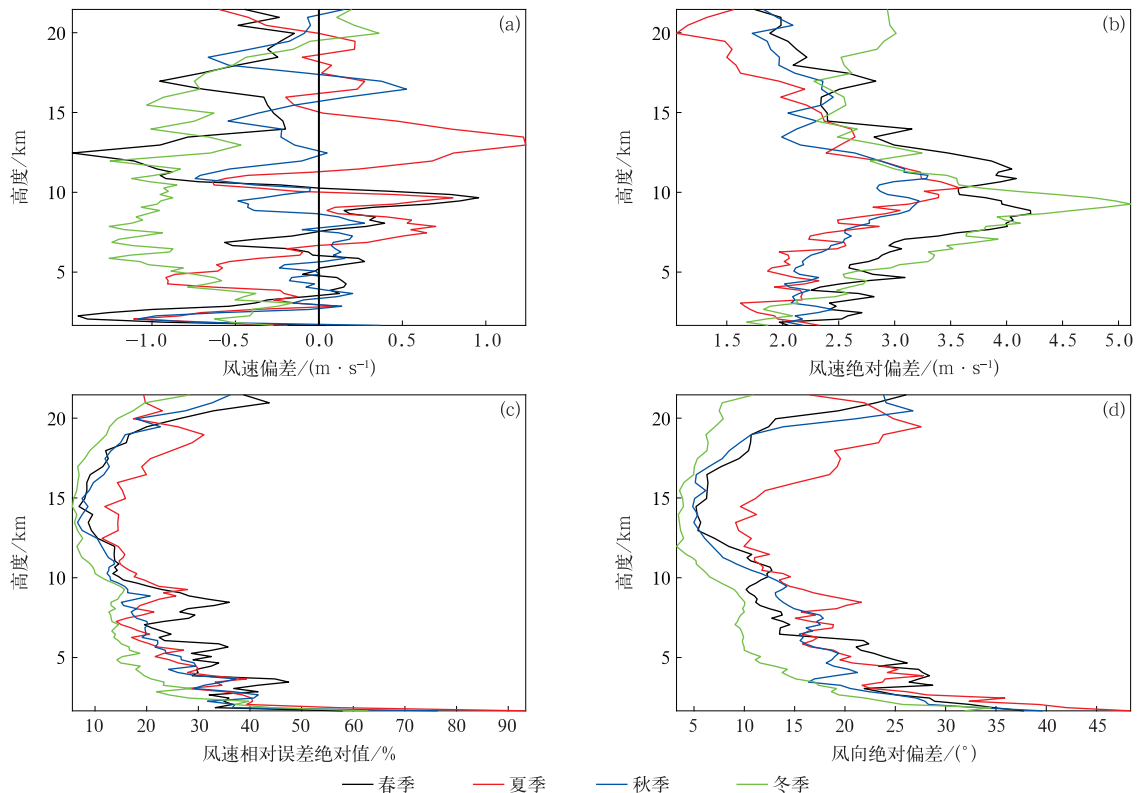 (a)
20
15
10
5
高度/km
−1.0 −0.5 0.0 0.5 1.0
风速偏差/(m · s⁻¹)
(b)
20
15
10
5
高度/km
1.5 2.0 2.5 3.0 3.5 4.0 4.5 5.0
风速绝对偏差/(m · s⁻¹)
(c)
20
15
10
5
高度/km
10 20 30 40 50 60 70 80 90
风速相对误差绝对值/%
(d)
20
15
10
5
高度/km
5 10 15 20 25 30 35 40 45
风向绝对偏差/(°)
春季 夏季 秋季 冬季